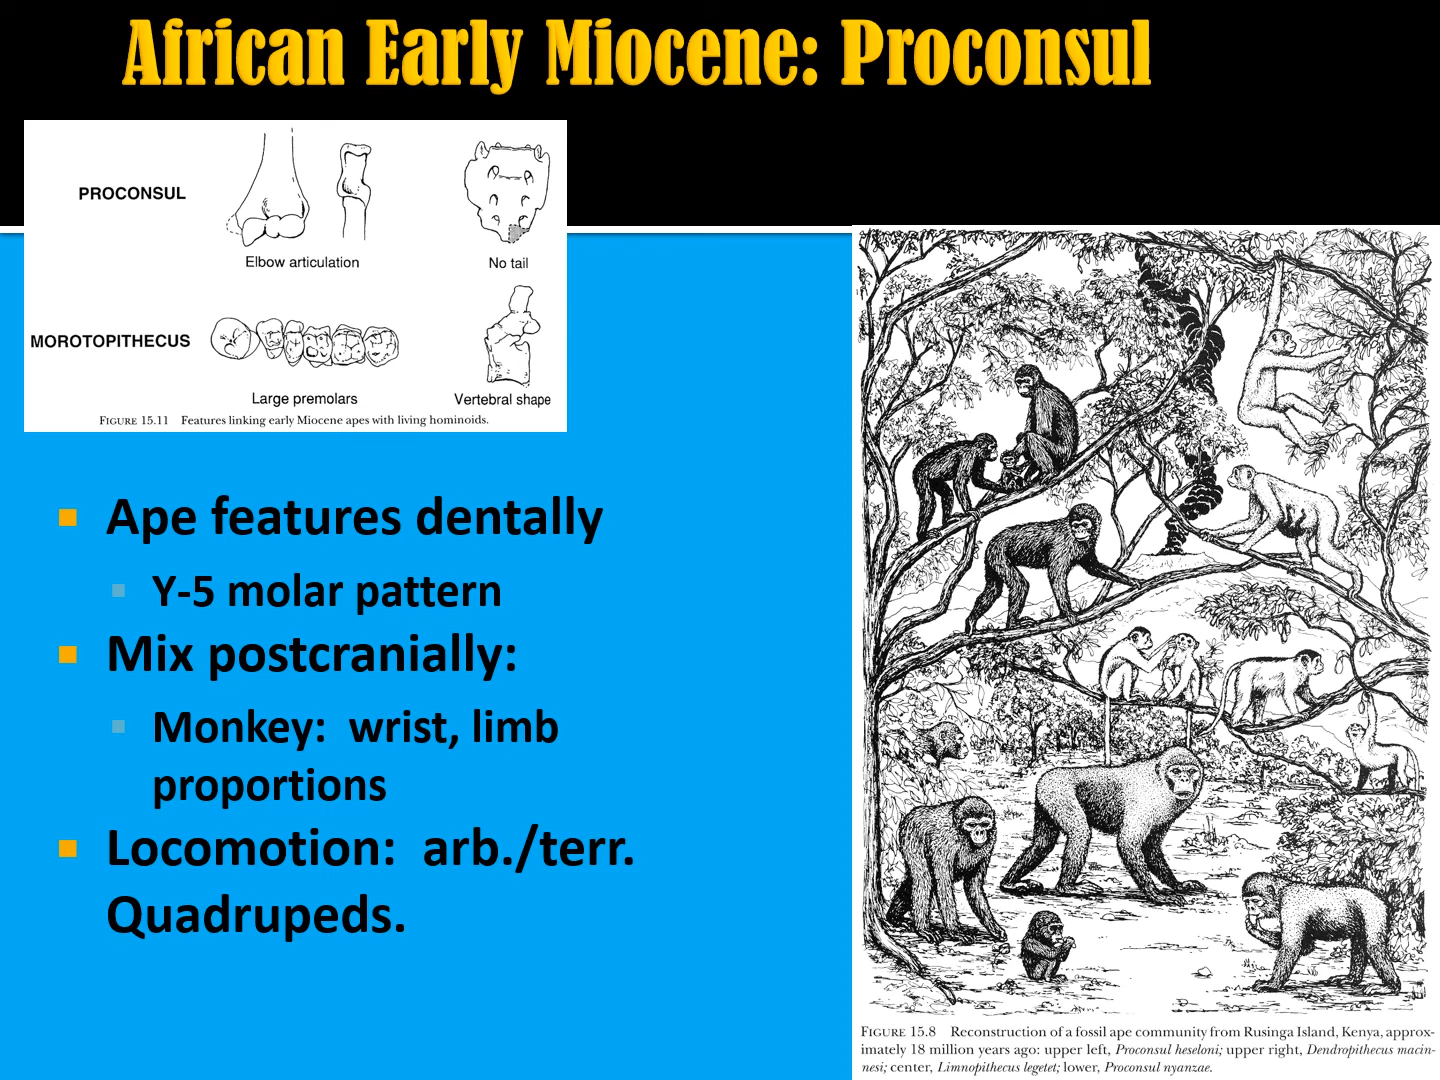 African Early Miocene: Proconsul
PROCONSUL
Elbow articulation
No tail
MOROTOPITHECUS
Large premolars
Vertebral shape
FIGURE 15.11 Features linking early Miocene apes with living hominoids.
Ape features dentally
Y-5 molar pattern
Mix postcranially:
Monkey: wrist, limb
proportions
Locomotion: arb./terr.
Quadrupeds.
FIGURE 15.8 Reconstruction of a fossil ape community from Rusinga Island, Kenya, approx-
imately 18 million years ago: upper left, Proconsul heseloni; upper right, Dendropithecus macin-
nesi; center, Limnopithecus legetet; lower, Proconsul nyanzae.